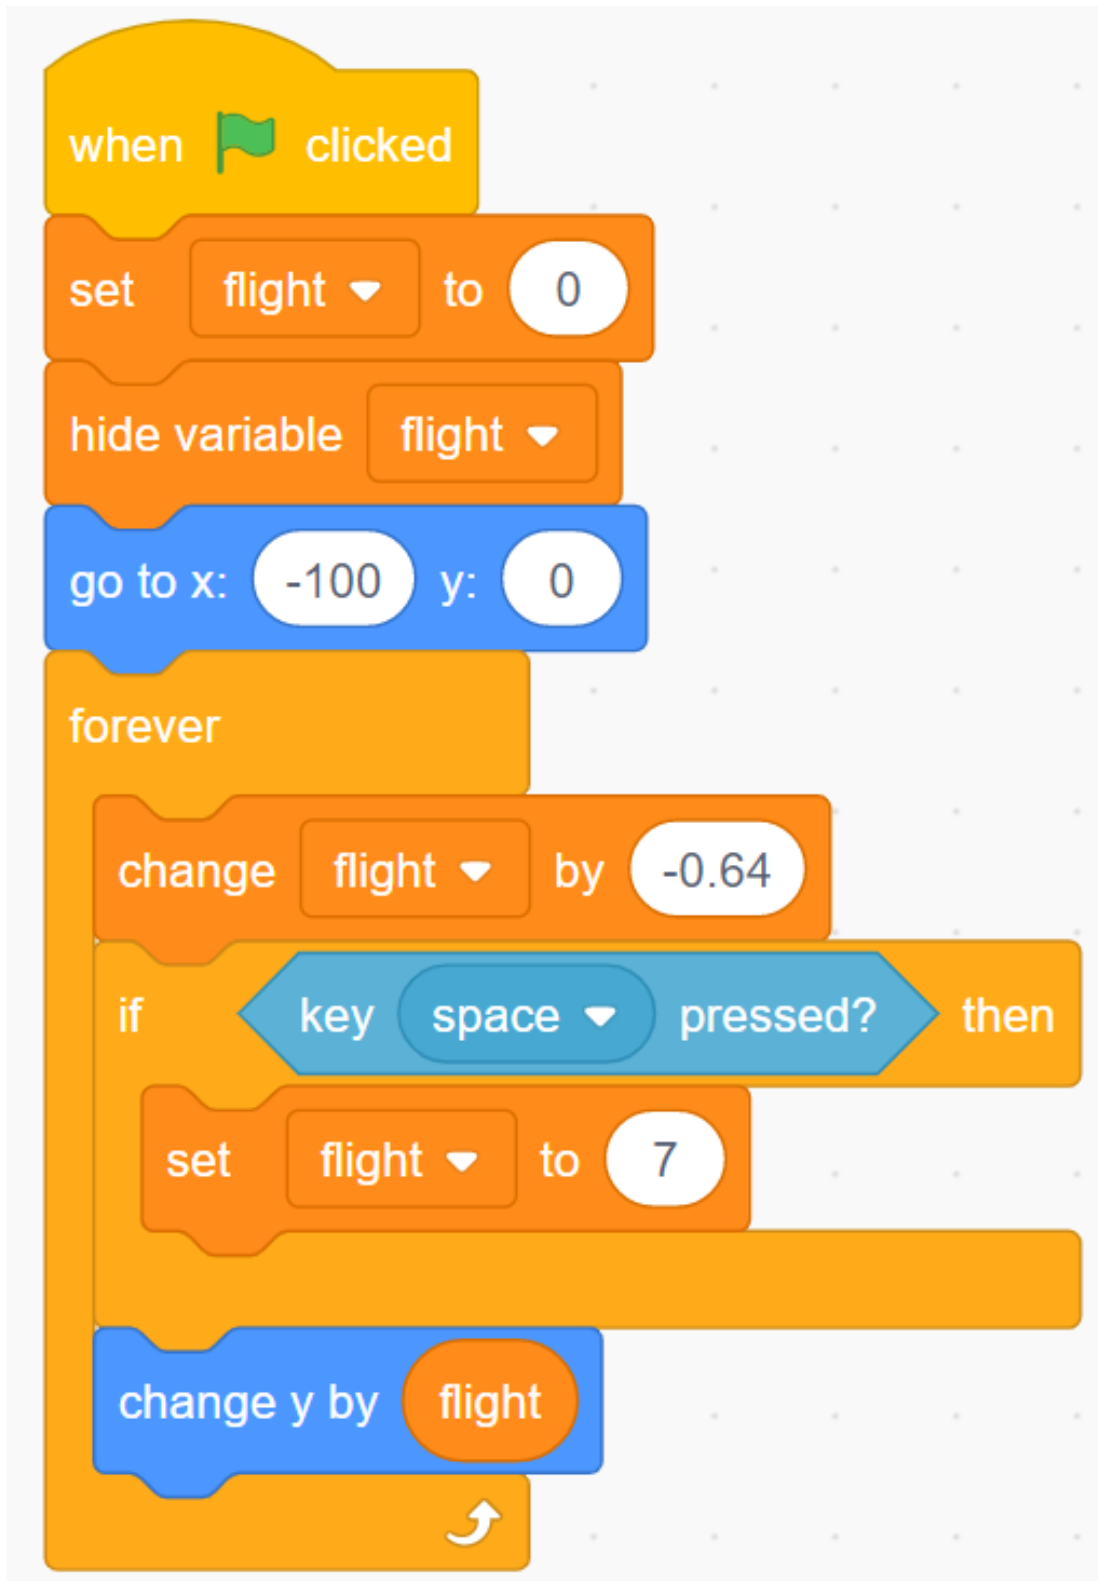 when clicked
set flight to 0
hide variable flight
go to x: -100 y: 0
forever
change flight by -0.64
if key space pressed? then
set flight to 7
change y by flight